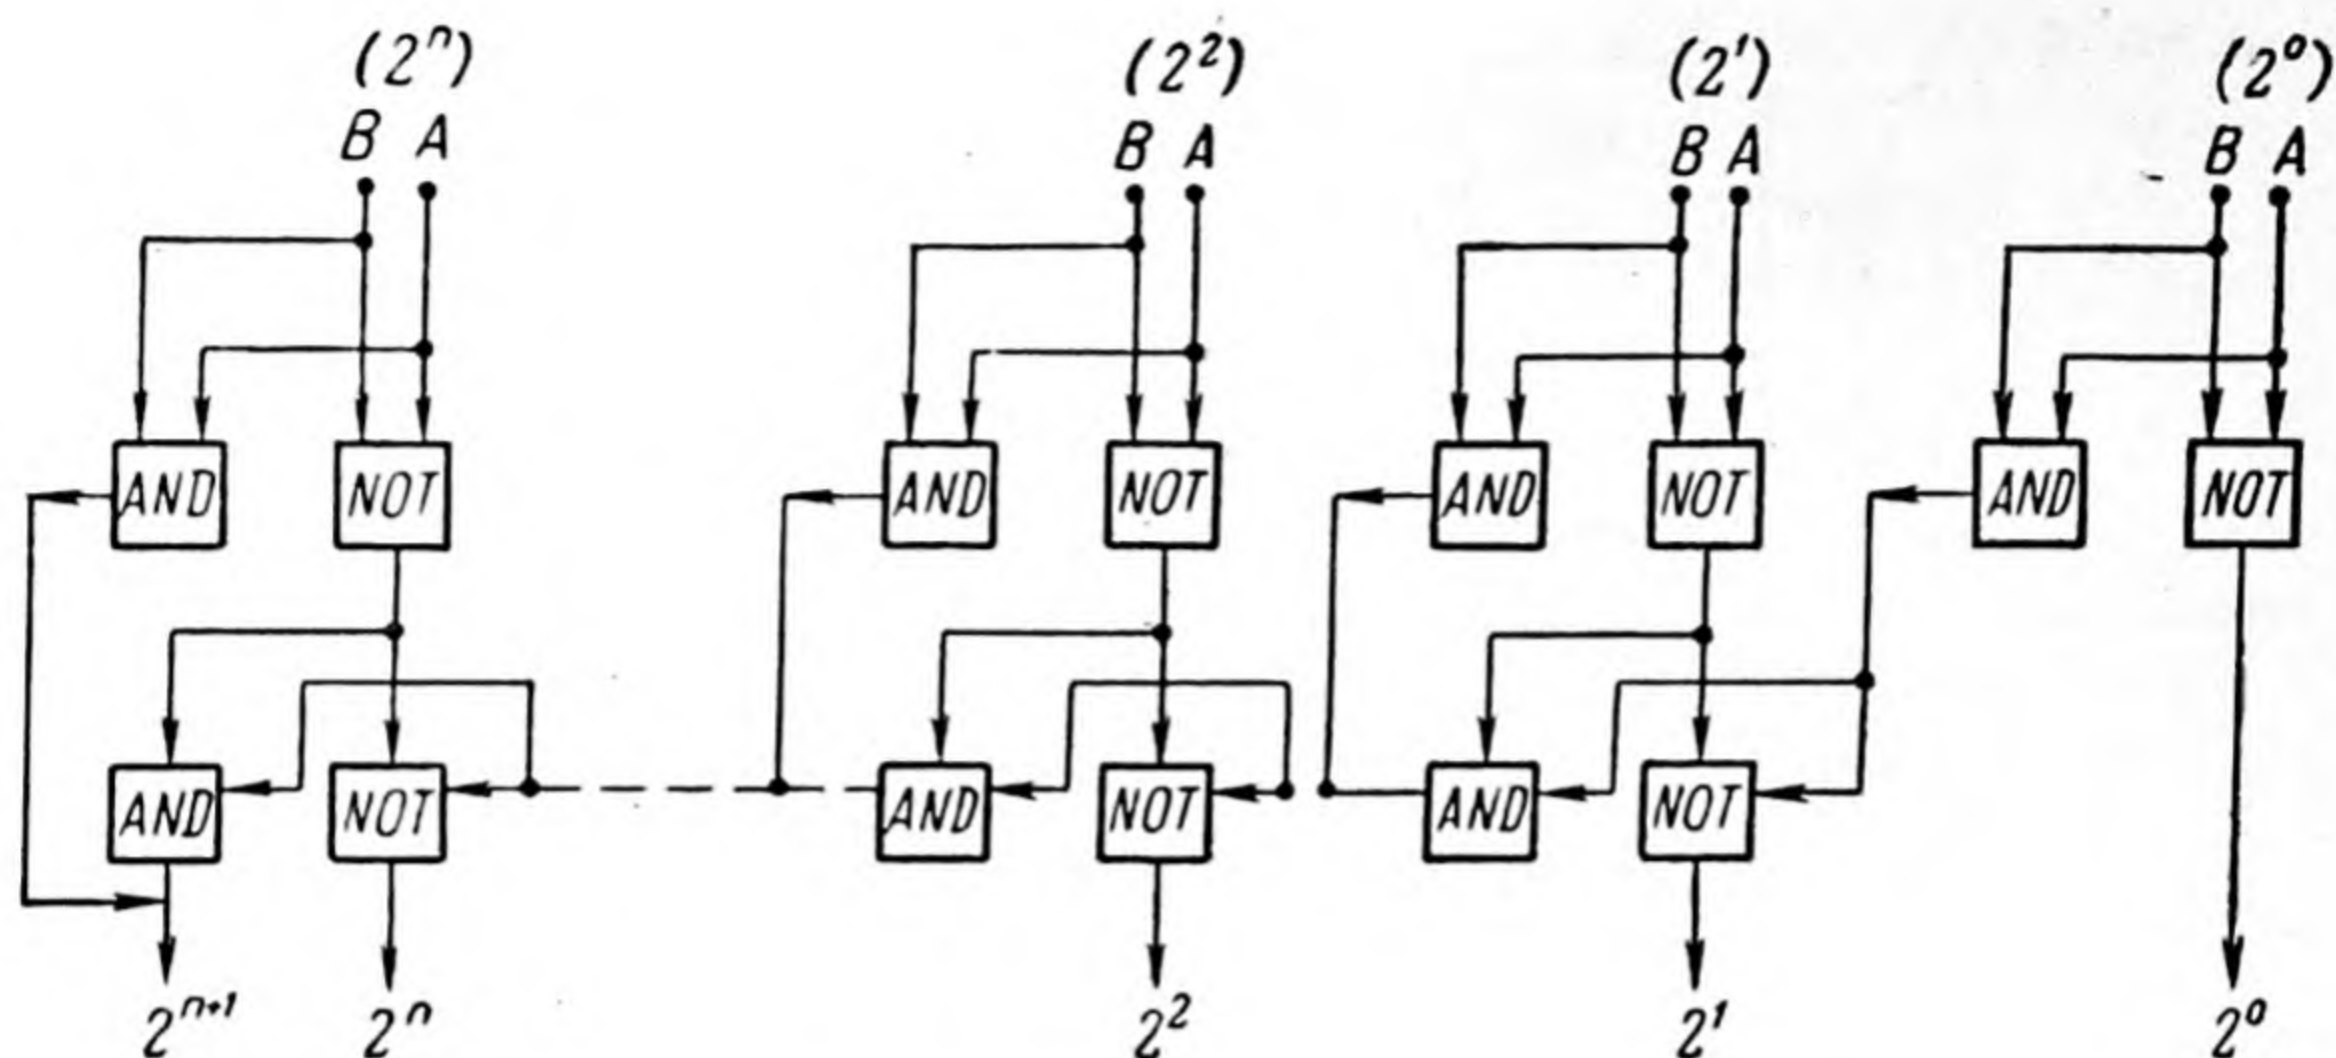 (2ⁿ) (2²) (2¹) (2⁰)
B A B A B A B A
AND NOT AND NOT AND NOT AND NOT
AND NOT AND NOT AND NOT
2ⁿ⁺¹ 2ⁿ 2² 2¹ 2⁰